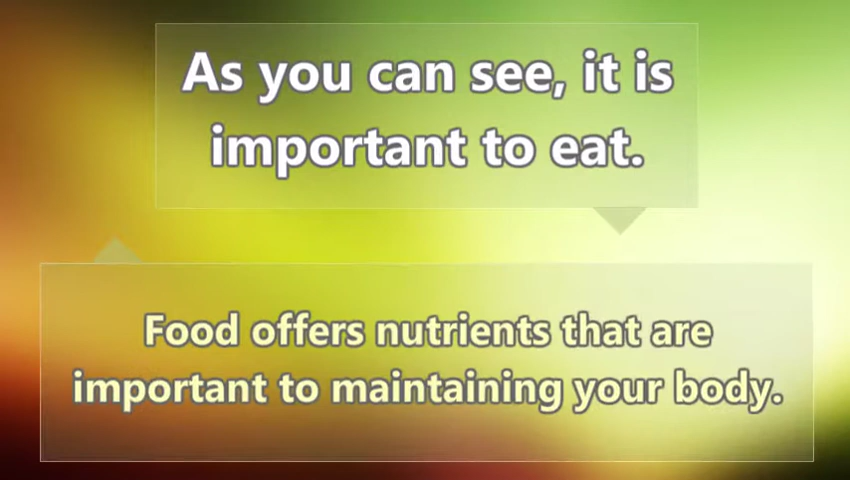 As you can see, it is
important to eat.
Food offers nutrients that are
important to maintaining your body.